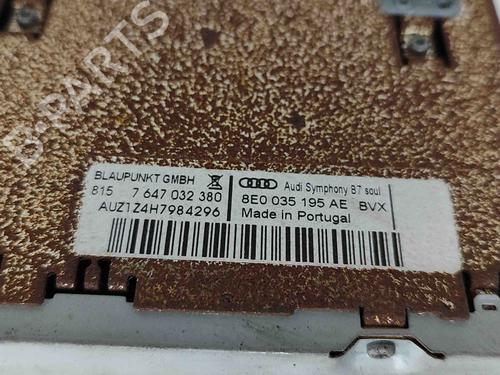 B-PARTS
BLAUPUNKT GMBH Audi Symphony B7 soul
815 7 647 032 380 8E0 035 195 AE BVX
AUZ1Z4H7984296 Made in Portugal